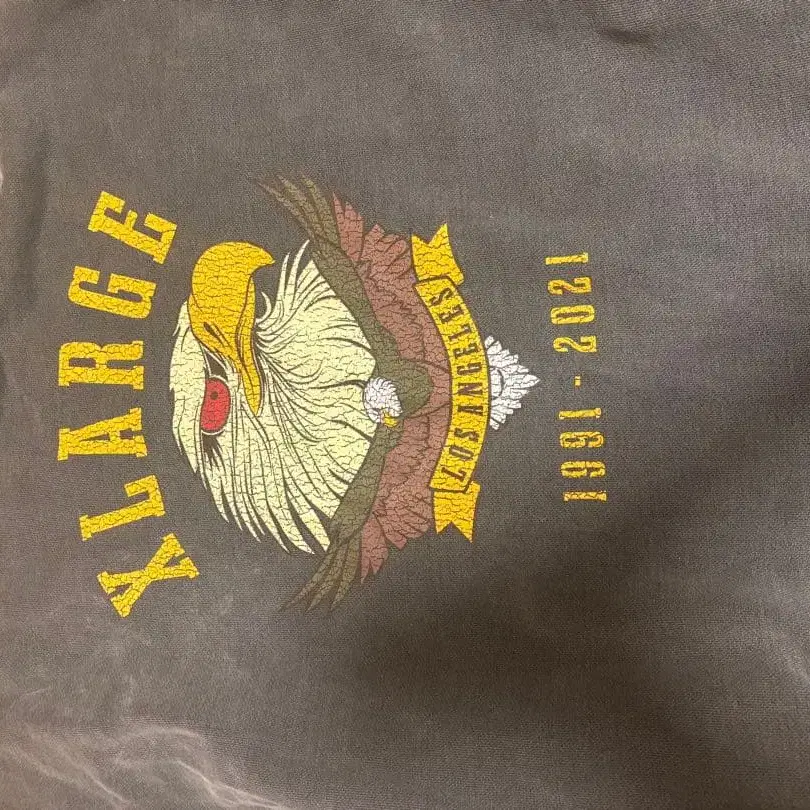 XLARGE
LOS ANGELES
1991 - 2021